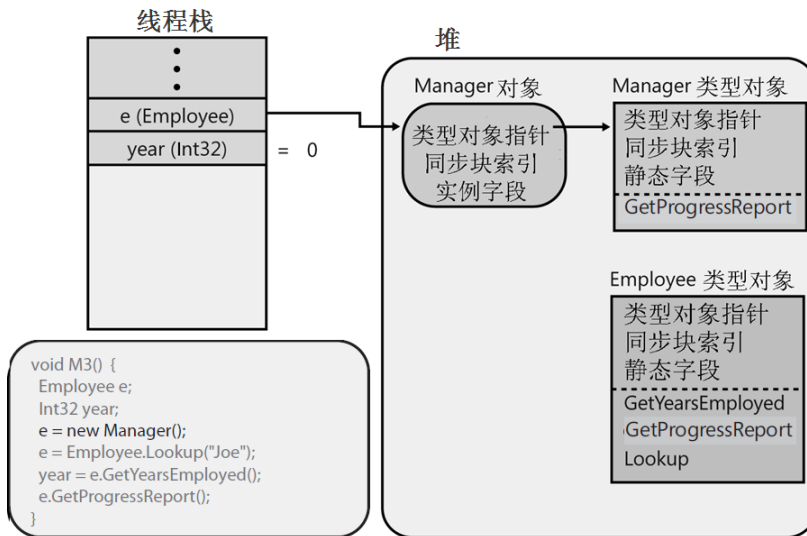 线程栈
e (Employee)
year (Int32)
= 0
堆
Manager 对象
类型对象指针
同步块索引
实例字段
Manager 类型对象
类型对象指针
同步块索引
静态字段
GetProgressReport
Employee 类型对象
类型对象指针
同步块索引
静态字段
GetYearsEmployed
GetProgressReport
Lookup
void M3() {
Employee e;
Int32 year;
e = new Manager();
e = Employee.Lookup("Joe");
year = e.GetYearsEmployed();
e.GetProgressReport();
}